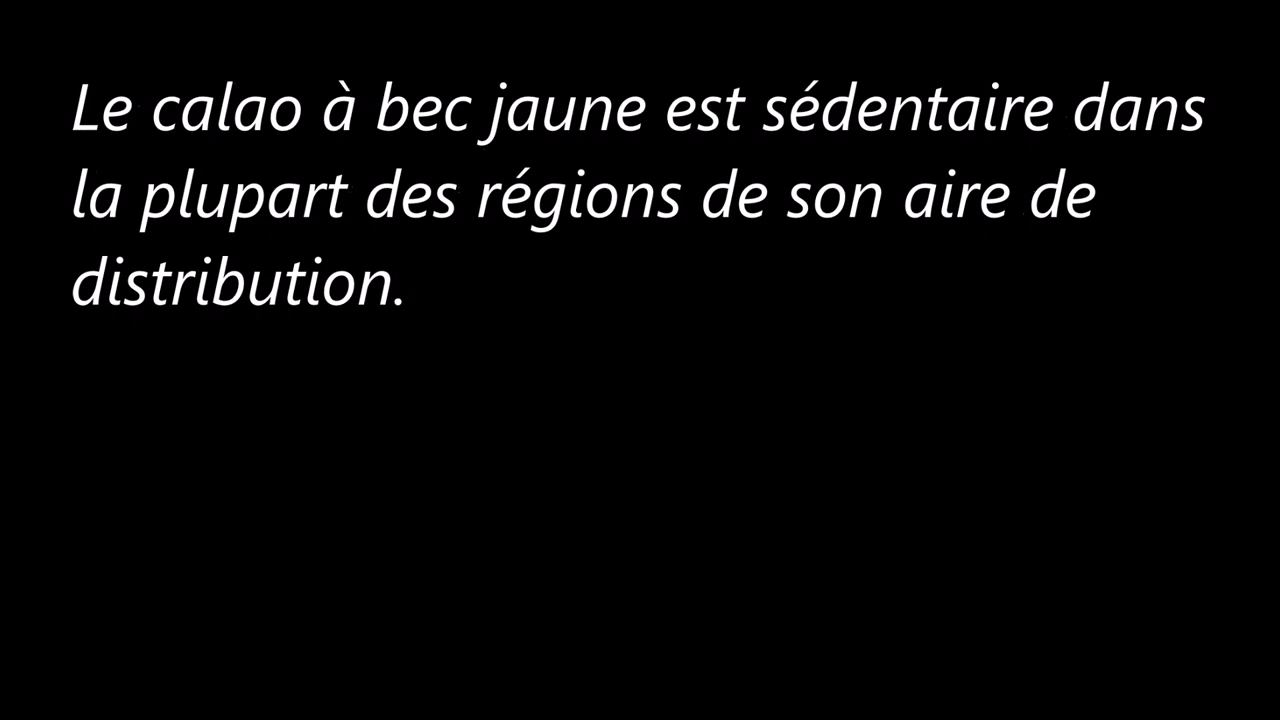 Le calao à bec jaune est sédentaire dans
la plupart des régions de son aire de
distribution.